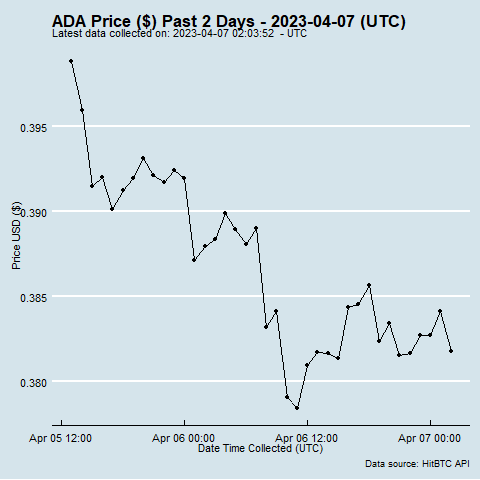 ADA Price ($) Past 2 Days - 2023-04-07 (UTC)
Latest data collected on: 2023-04-07 02:03:52 - UTC
0.395
0.390
0.385
0.380
Price USD ($)
Apr 05 12:00 Apr 06 00:00 Apr 06 12:00 Apr 07 00:00
Date Time Collected (UTC)
Data source: HitBTC API